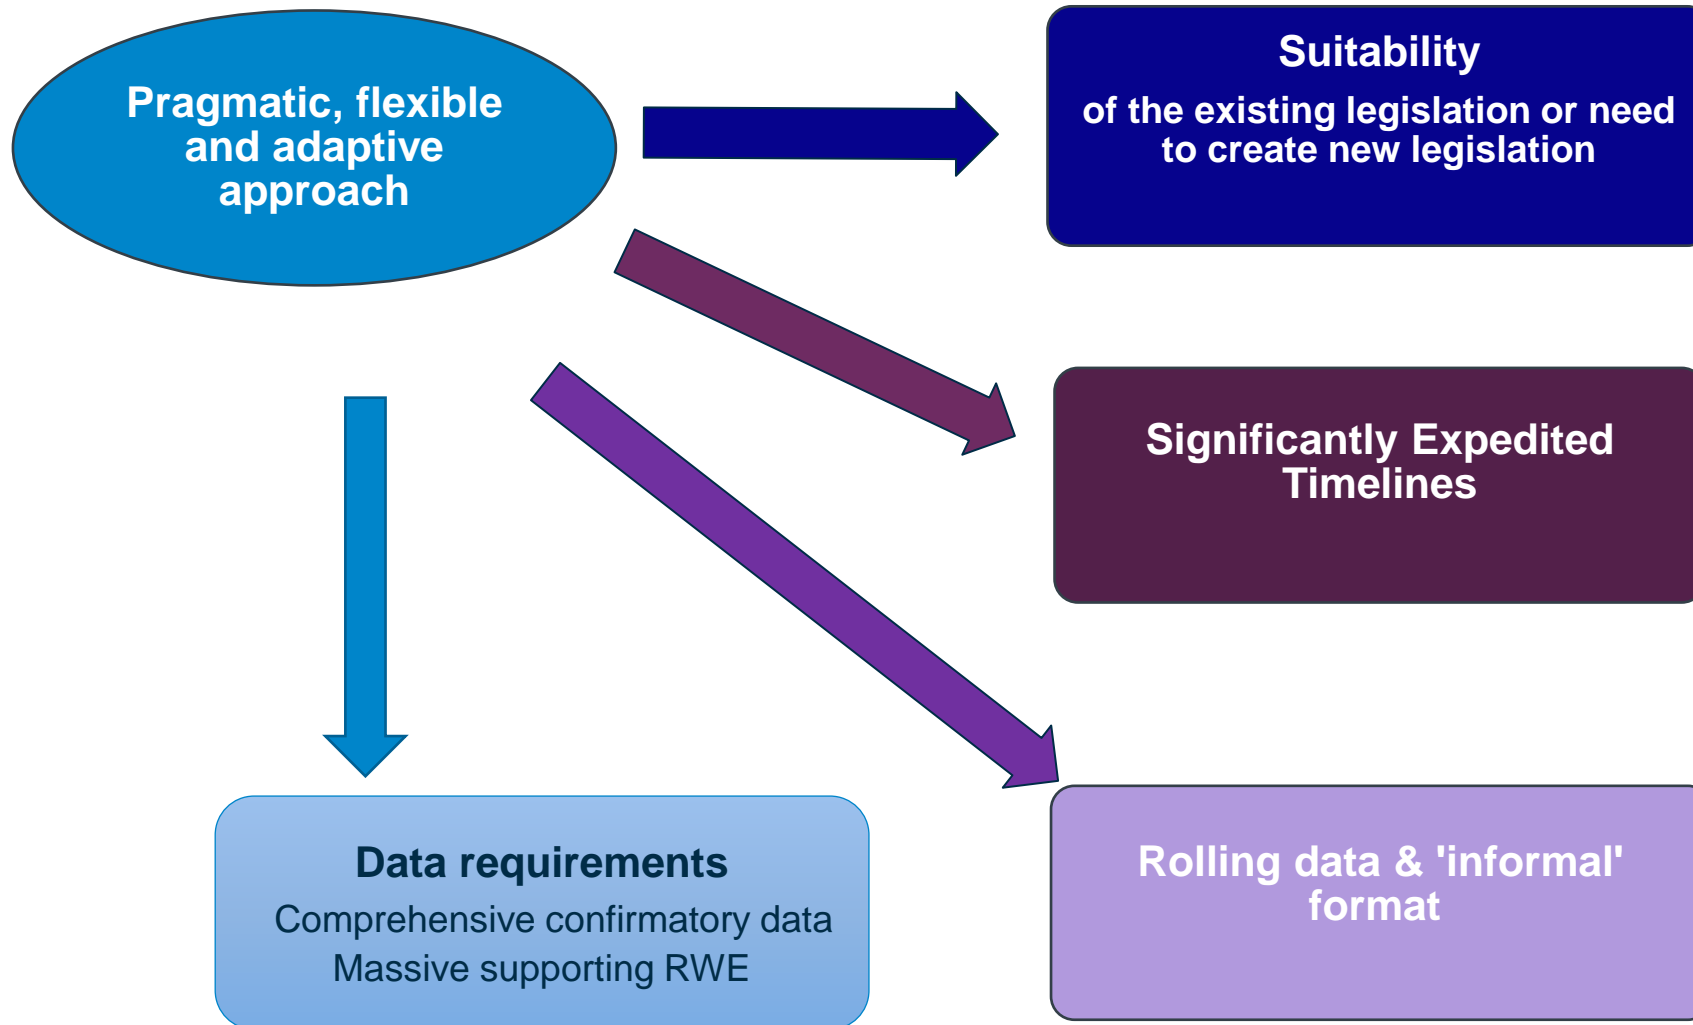 Pragmatic, flexible
and adaptive
approach
Suitability
of the existing legislation or need
to create new legislation
Significantly Expedited
Timelines
Data requirements
Comprehensive confirmatory data
Massive supporting RWE
Rolling data & 'informal'
format